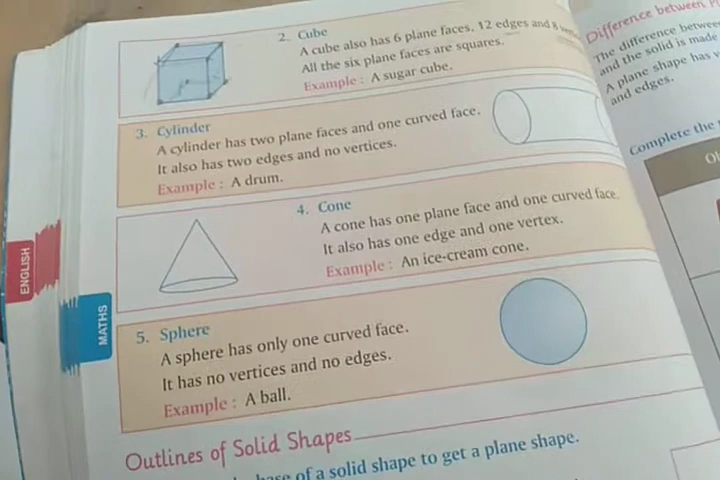 2. Cube
A cube also has 6 plane faces, 12 edges and 8
All the six plane faces are squares.
Example : A sugar cube.
3. Cylinder
A cylinder has two plane faces and one curved face.
It also has two edges and no vertices.
Example : A drum.
4. Cone
A cone has one plane face and one curved face.
It also has one edge and one vertex.
Example : An ice-cream cone.
5. Sphere
A sphere has only one curved face.
It has no vertices and no edges.
Example : A ball.
Outlines of Solid Shapes
base of a solid shape to get a plane shape.
ENGLISH
MATHS
Difference between
The difference
and the solid is made
A plane shape has
and edges.
Complete the